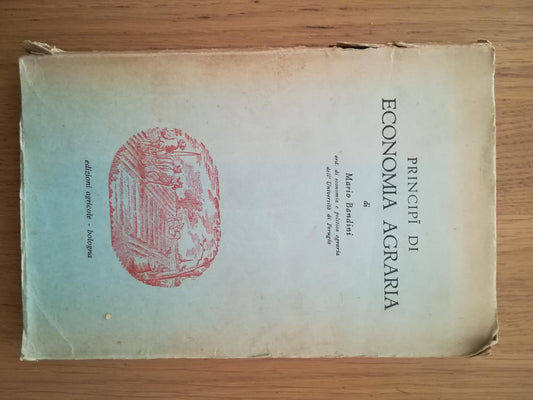 PRINCIPÎ DI
ECONOMIA AGRARIA
di
Mario Bandini
ord. di economia e politica agraria
dell' Università di Perugia
edizioni agricole - bologna